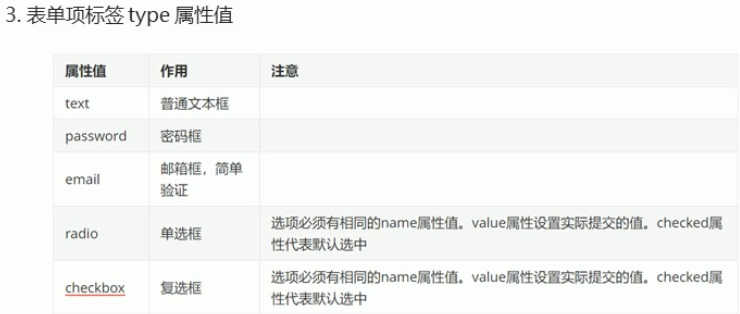 3. 表单项标签 type 属性值
属性值 作用 注意
text 普通文本框
password 密码框
email 邮箱框，简单
验证
radio 单选框 选项必须有相同的name属性值。value属性设置实际提交的值。checked属
性代表默认选中
checkbox 复选框 选项必须有相同的name属性值。value属性设置实际提交的值。checked属
性代表默认选中